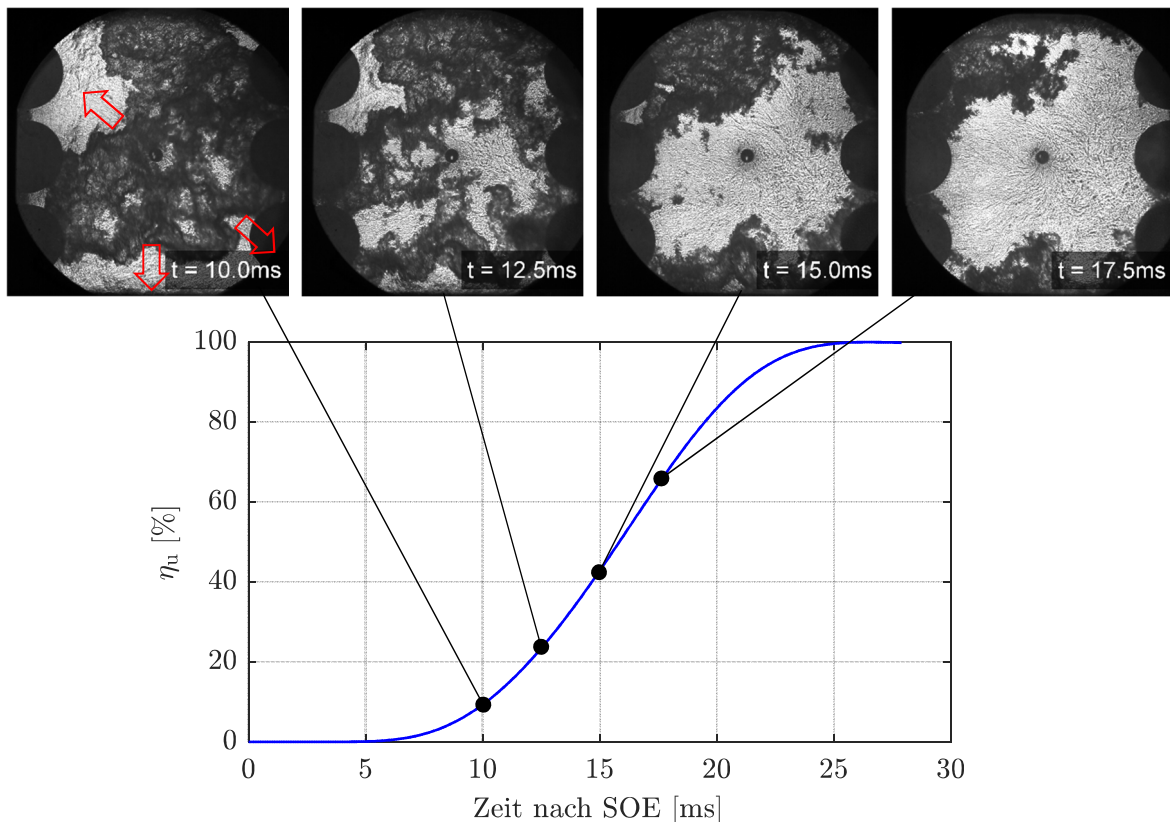 t = 10.0ms
t = 12.5ms
t = 15.0ms
t = 17.5ms
100
80
60
40
20
0
ηu [%]
0 5 10 15 20 25 30
Zeit nach SOE [ms]